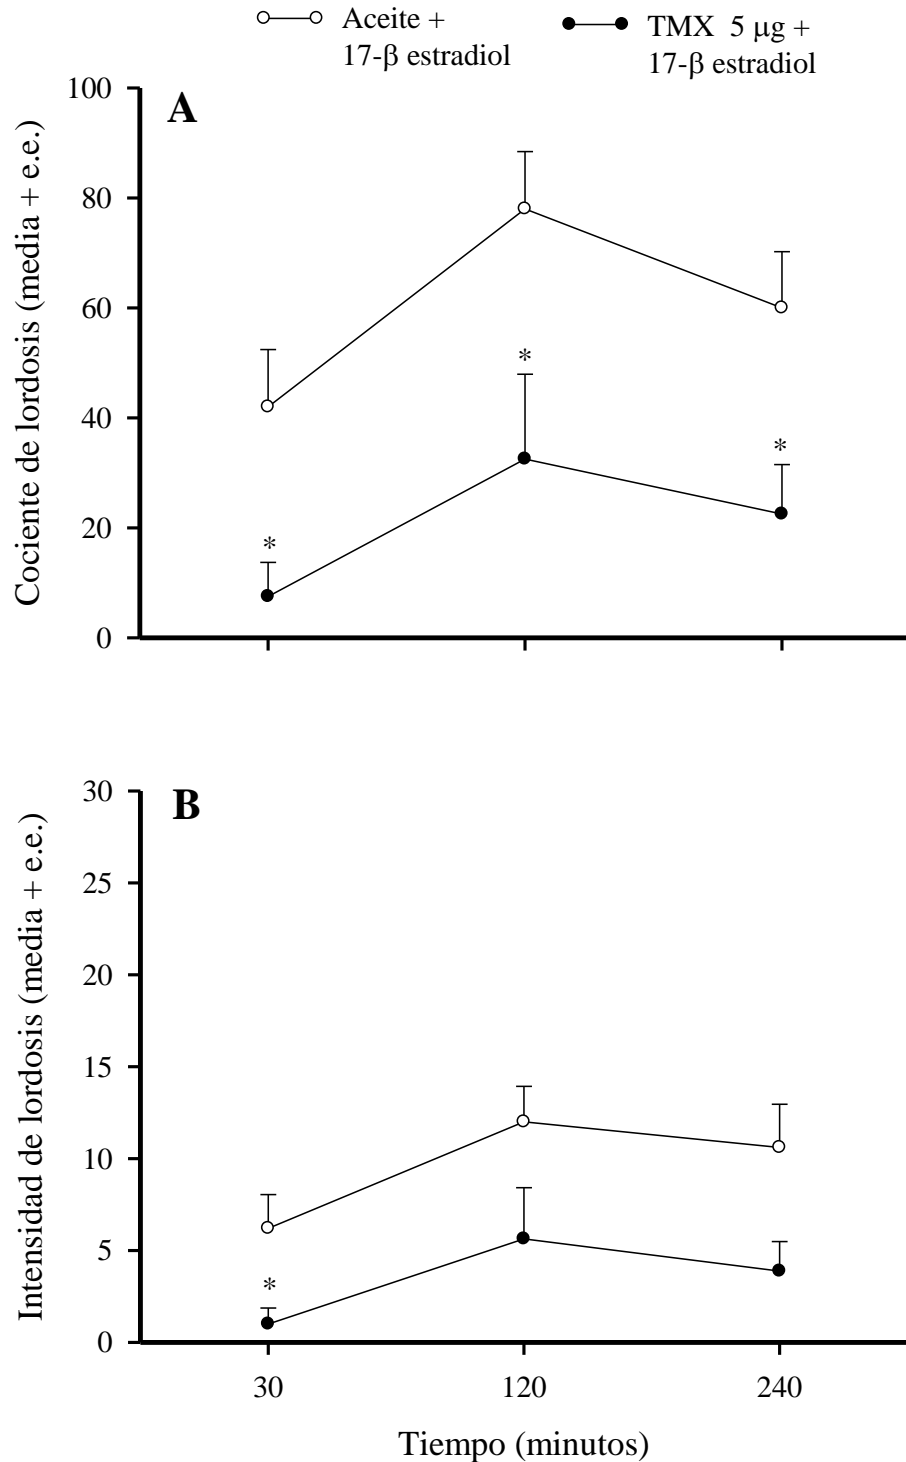 Aceite +
17-β estradiol
TMX 5 μg +
17-β estradiol
A
Cociente de lordosis (media + e.e.)
100
80
60
40
20
0
*
*
*
B
Intensidad de lordosis (media + e.e.)
30
25
20
15
10
5
0
*
30 120 240
Tiempo (minutos)